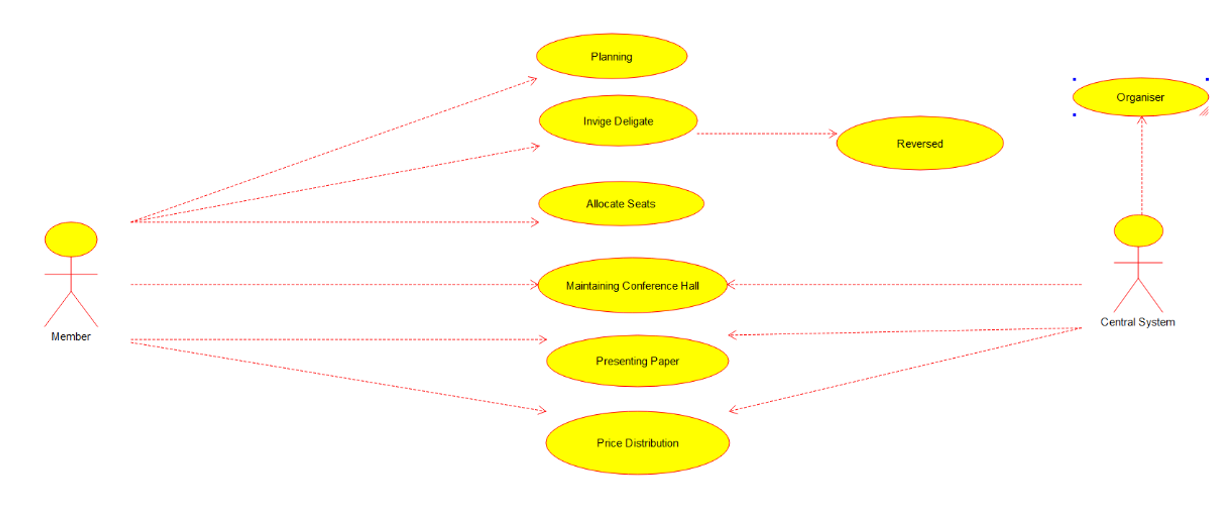 Planning
Organiser
Invige Deligate
Reversed
Allocate Seats
Maintaining Conference Hall
Central System
Member
Presenting Paper
Price Distribution